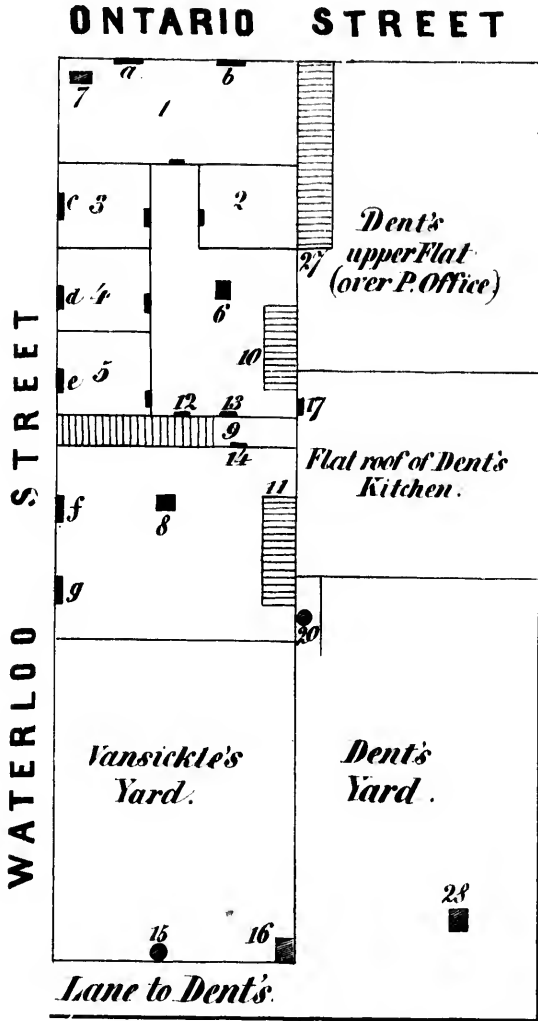 ONTARIO STREET
a
b
7
1
c 3
2
Dent's
upper Flat
(over P. Office)
27
d 4
6
10
e 5
12
13
17
9
14
Flat roof of Dent's
Kitchen.
11
f
8
g
20
WATERLOO STREET
Vansickle's
Yard.
Dent's
Yard.
28
15
16
Lane to Dent's.